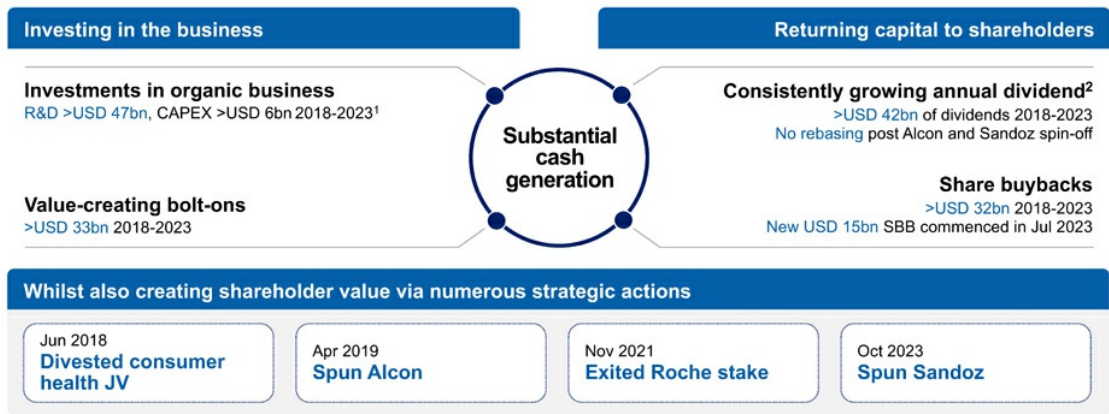 Investing in the business
Returning capital to shareholders
Investments in organic business
R&D >USD 47bn, CAPEX >USD 6bn 2018-2023¹
Value-creating bolt-ons
>USD 33bn 2018-2023
Substantial
cash
generation
Consistently growing annual dividend²
>USD 42bn of dividends 2018-2023
No rebasing post Alcon and Sandoz spin-off
Share buybacks
>USD 32bn 2018-2023
New USD 15bn SBB commenced in Jul 2023
Whilst also creating shareholder value via numerous strategic actions
Jun 2018
Divested consumer
health JV
Apr 2019
Spun Alcon
Nov 2021
Exited Roche stake
Oct 2023
Spun Sandoz